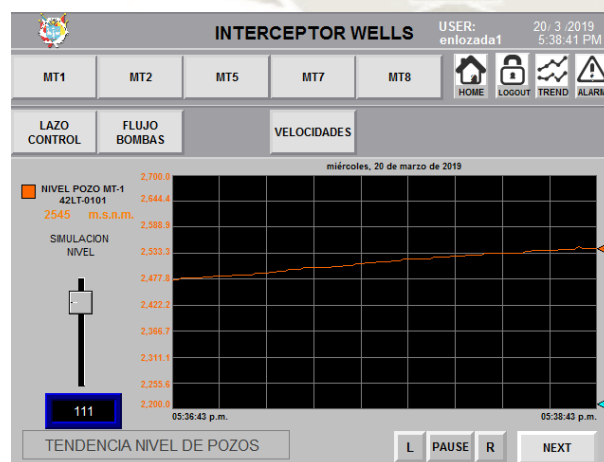 INTERCEPTOR WELLS
USER:
enlozada1
20/ 3 /2019
5:38:41 PM
MT1
MT2
MT5
MT7
MT8
HOME
LOGOUT
TREND
ALARM
LAZO
CONTROL
FLUJO
BOMBAS
VELOCIDADES
miércoles, 20 de marzo de 2019
NIVEL POZO MT-1
42LT-0101
2545 m.s.n.m.
SIMULACION
NIVEL
111
2,700.0
2,644.4
2,588.9
2,533.3
2,477.8
2,422.2
2,366.7
2,311.1
2,255.6
2,200.0
05:36:43 p.m.
05:38:43 p.m.
TENDENCIA NIVEL DE POZOS
L
PAUSE
R
NEXT